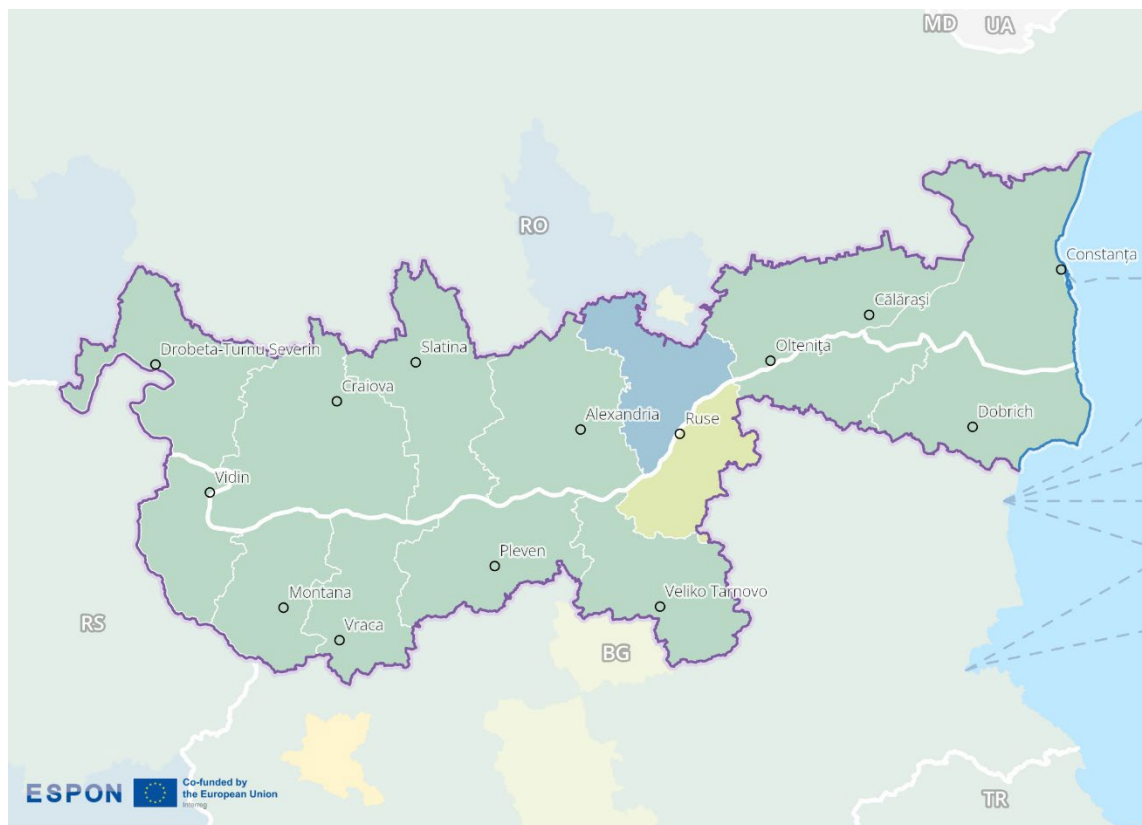 MD
UA
RO
Constanța
Călărași
Drobeta-Turnu Severin
Slatina
Oltenița
Craiova
Alexandria
Ruse
Dobrich
Vidin
Pleven
Montana
Veliko Tarnovo
RS
Vraca
BG
ESPON
Co-funded by
the European Union
Interreg
TR